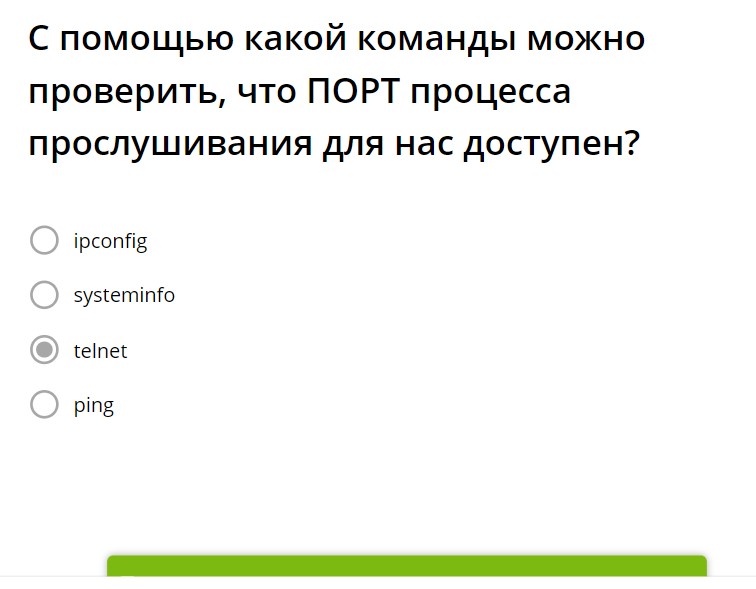 С помощью какой команды можно
проверить, что ПОРТ процесса
прослушивания для нас доступен?
ipconfig
systeminfo
telnet
ping